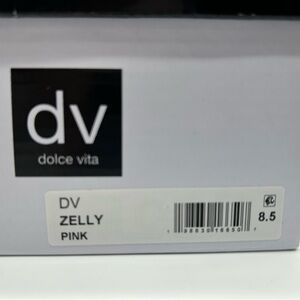 dv
dolce vita
DV
ZELLY
PINK
8.5